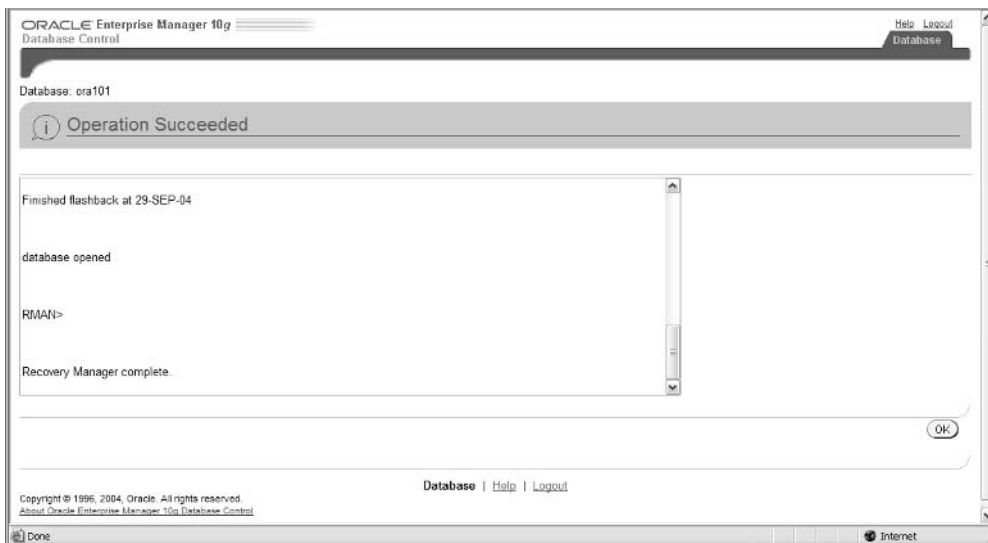 ORACLE Enterprise Manager 10g
Database Control
Help Logout
Database
Database: ora101
i Operation Succeeded
Finished flashback at 29-SEP-04
database opened
RMAN>
Recovery Manager complete.
OK
Database | Help | Logout
Copyright © 1996, 2004, Oracle. All rights reserved.
About Oracle Enterprise Manager 10g Database Control
Done
Internet